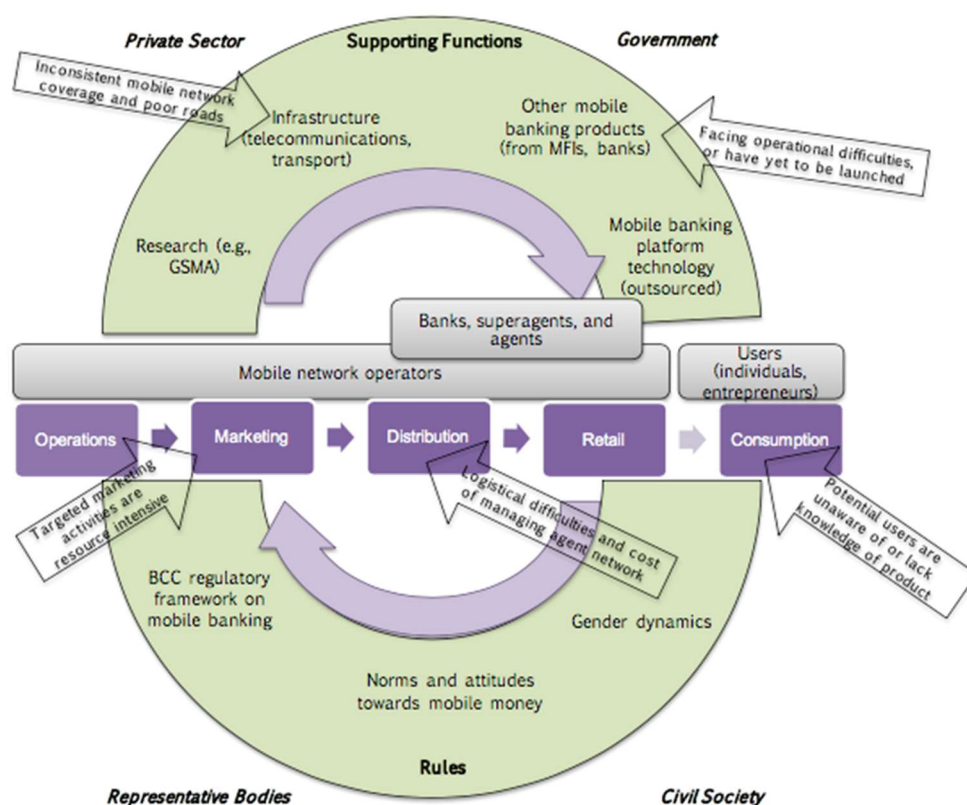 Private Sector
Supporting Functions
Government
Inconsistent mobile network
coverage and poor roads
Infrastructure
(telecommunications,
transport)
Other mobile
banking products
(from MFIs, banks)
Facing operational difficulties,
or have yet to be launched
Research (e.g.,
GSMA)
Mobile banking
platform
technology
(outsourced)
Banks, superagents, and
agents
Mobile network operators
Users
(individuals,
entrepreneurs)
Operations
Marketing
Distribution
Retail
Consumption
Targeted marketing
activities are
resource intensive
Logistical difficulties and cost
of managing agent network
Potential users are
unaware of or lack
knowledge of product
BCC regulatory
framework on
mobile banking
Gender dynamics
Norms and attitudes
towards mobile money
Rules
Representative Bodies
Civil Society